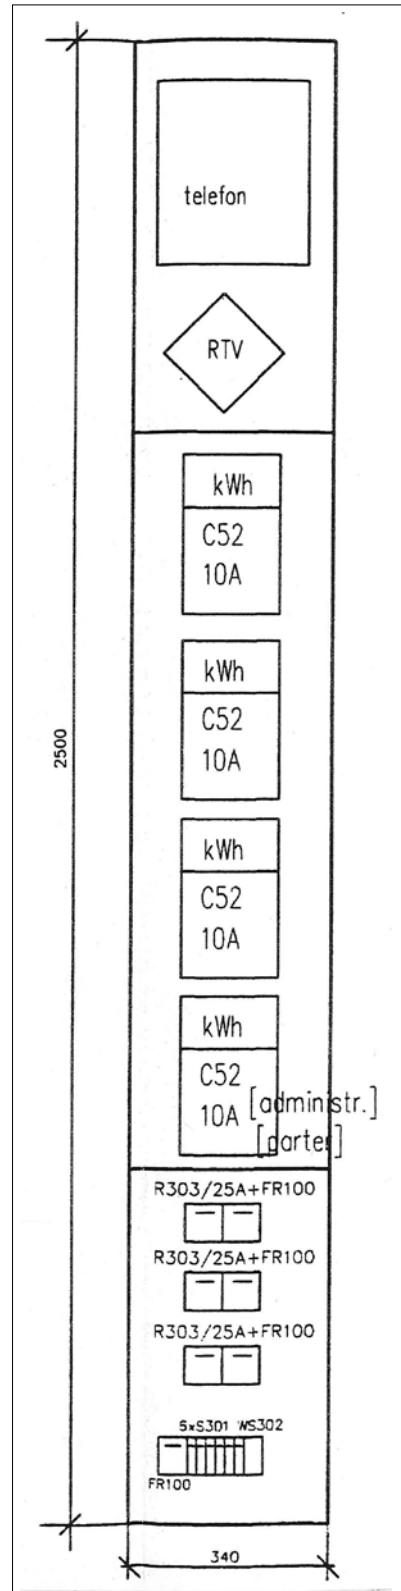 telefon
RTV
kWh
C52
10A
kWh
C52
10A
2500
kWh
C52
10A
kWh
C52
10A
[administr.]
[parter]
R303/25A+FR100
R303/25A+FR100
R303/25A+FR100
5xS301 WS302
FR100
340